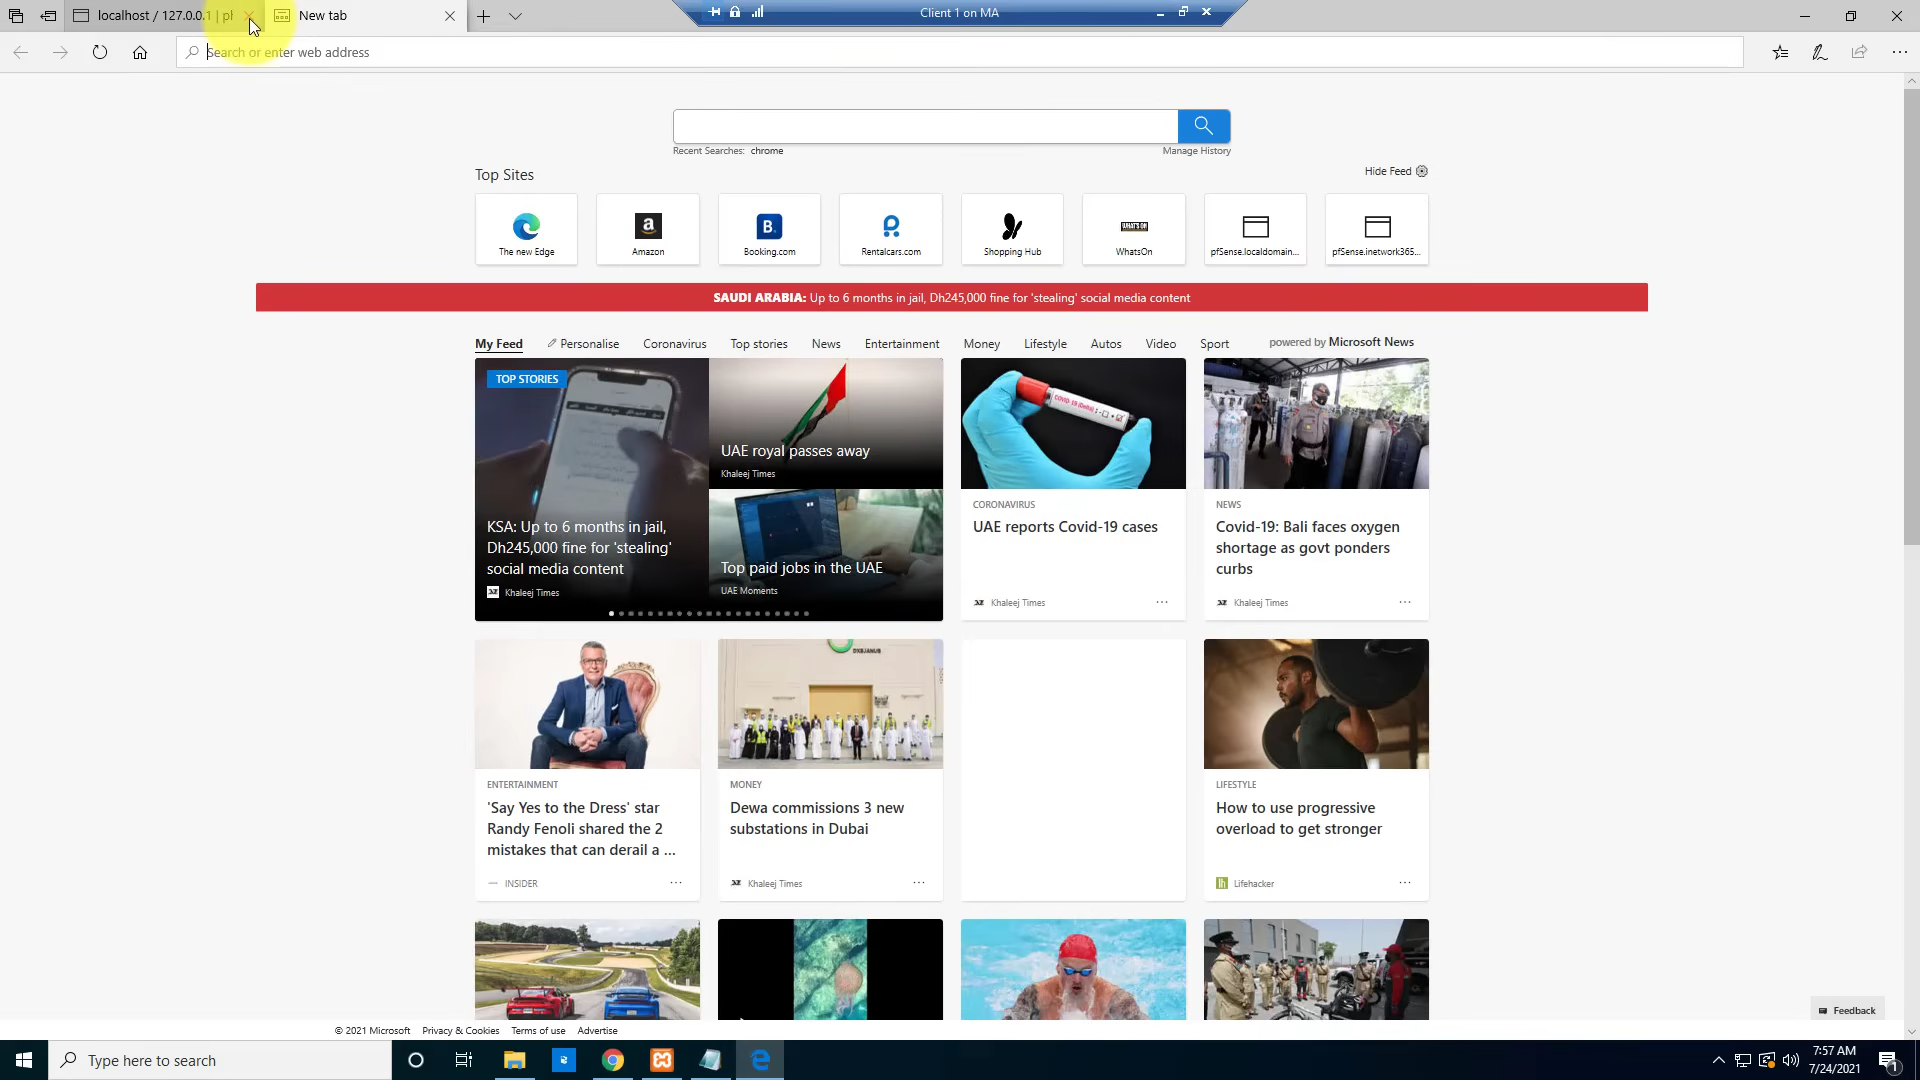 localhost / 127.0.0.1 | pl
New tab
Client 1 on MA
Search or enter web address
Recent Searches: chrome
Manage History
Top Sites
Hide Feed
The new Edge
Amazon
Booking.com
Rentalcars.com
Shopping Hub
WHAT'S ON
WhatsOn
pfSense.localdomain...
pfSense.inetwork365...
SAUDI ARABIA: Up to 6 months in jail, Dh245,000 fine for 'stealing' social media content
My Feed
Personalise
Coronavirus
Top stories
News
Entertainment
Money
Lifestyle
Autos
Video
Sport
powered by Microsoft News
TOP STORIES
KSA: Up to 6 months in jail,
Dh245,000 fine for 'stealing'
social media content
Khaleej Times
UAE royal passes away
Khaleej Times
Top paid jobs in the UAE
UAE Moments
CORONAVIRUS
UAE reports Covid-19 cases
Khaleej Times
NEWS
Covid-19: Bali faces oxygen
shortage as govt ponders
curbs
Khaleej Times
ENTERTAINMENT
'Say Yes to the Dress' star
Randy Fenoli shared the 2
mistakes that can derail a ...
INSIDER
DXBJANUB
MONEY
Dewa commissions 3 new
substations in Dubai
Khaleej Times
LIFESTYLE
How to use progressive
overload to get stronger
Lifehacker
Feedback
© 2021 Microsoft
Privacy & Cookies
Terms of use
Advertise
Type here to search
7:57 AM
7/24/2021
1